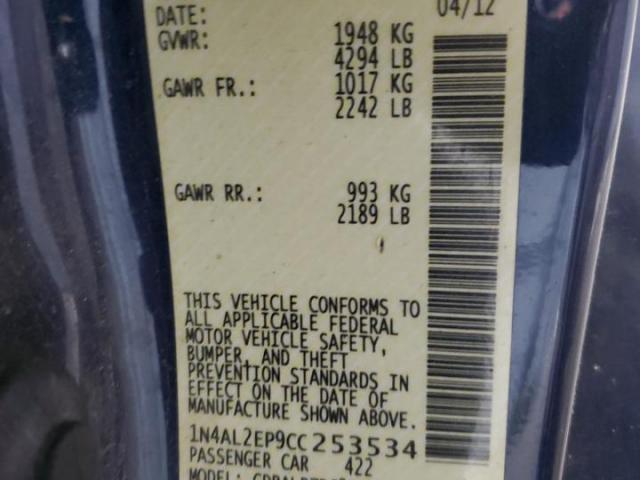 DATE: 04/12
GVWR: 1948 KG
4294 LB
GAWR FR.: 1017 KG
2242 LB
GAWR RR.: 993 KG
2189 LB
THIS VEHICLE CONFORMS TO
ALL APPLICABLE FEDERAL
MOTOR VEHICLE SAFETY,
BUMPER, AND THEFT
PREVENTION STANDARDS IN
EFFECT ON THE DATE OF
MANUFACTURE SHOWN ABOVE.
1N4AL2EP9CC253534
PASSENGER CAR 422
MODEL: